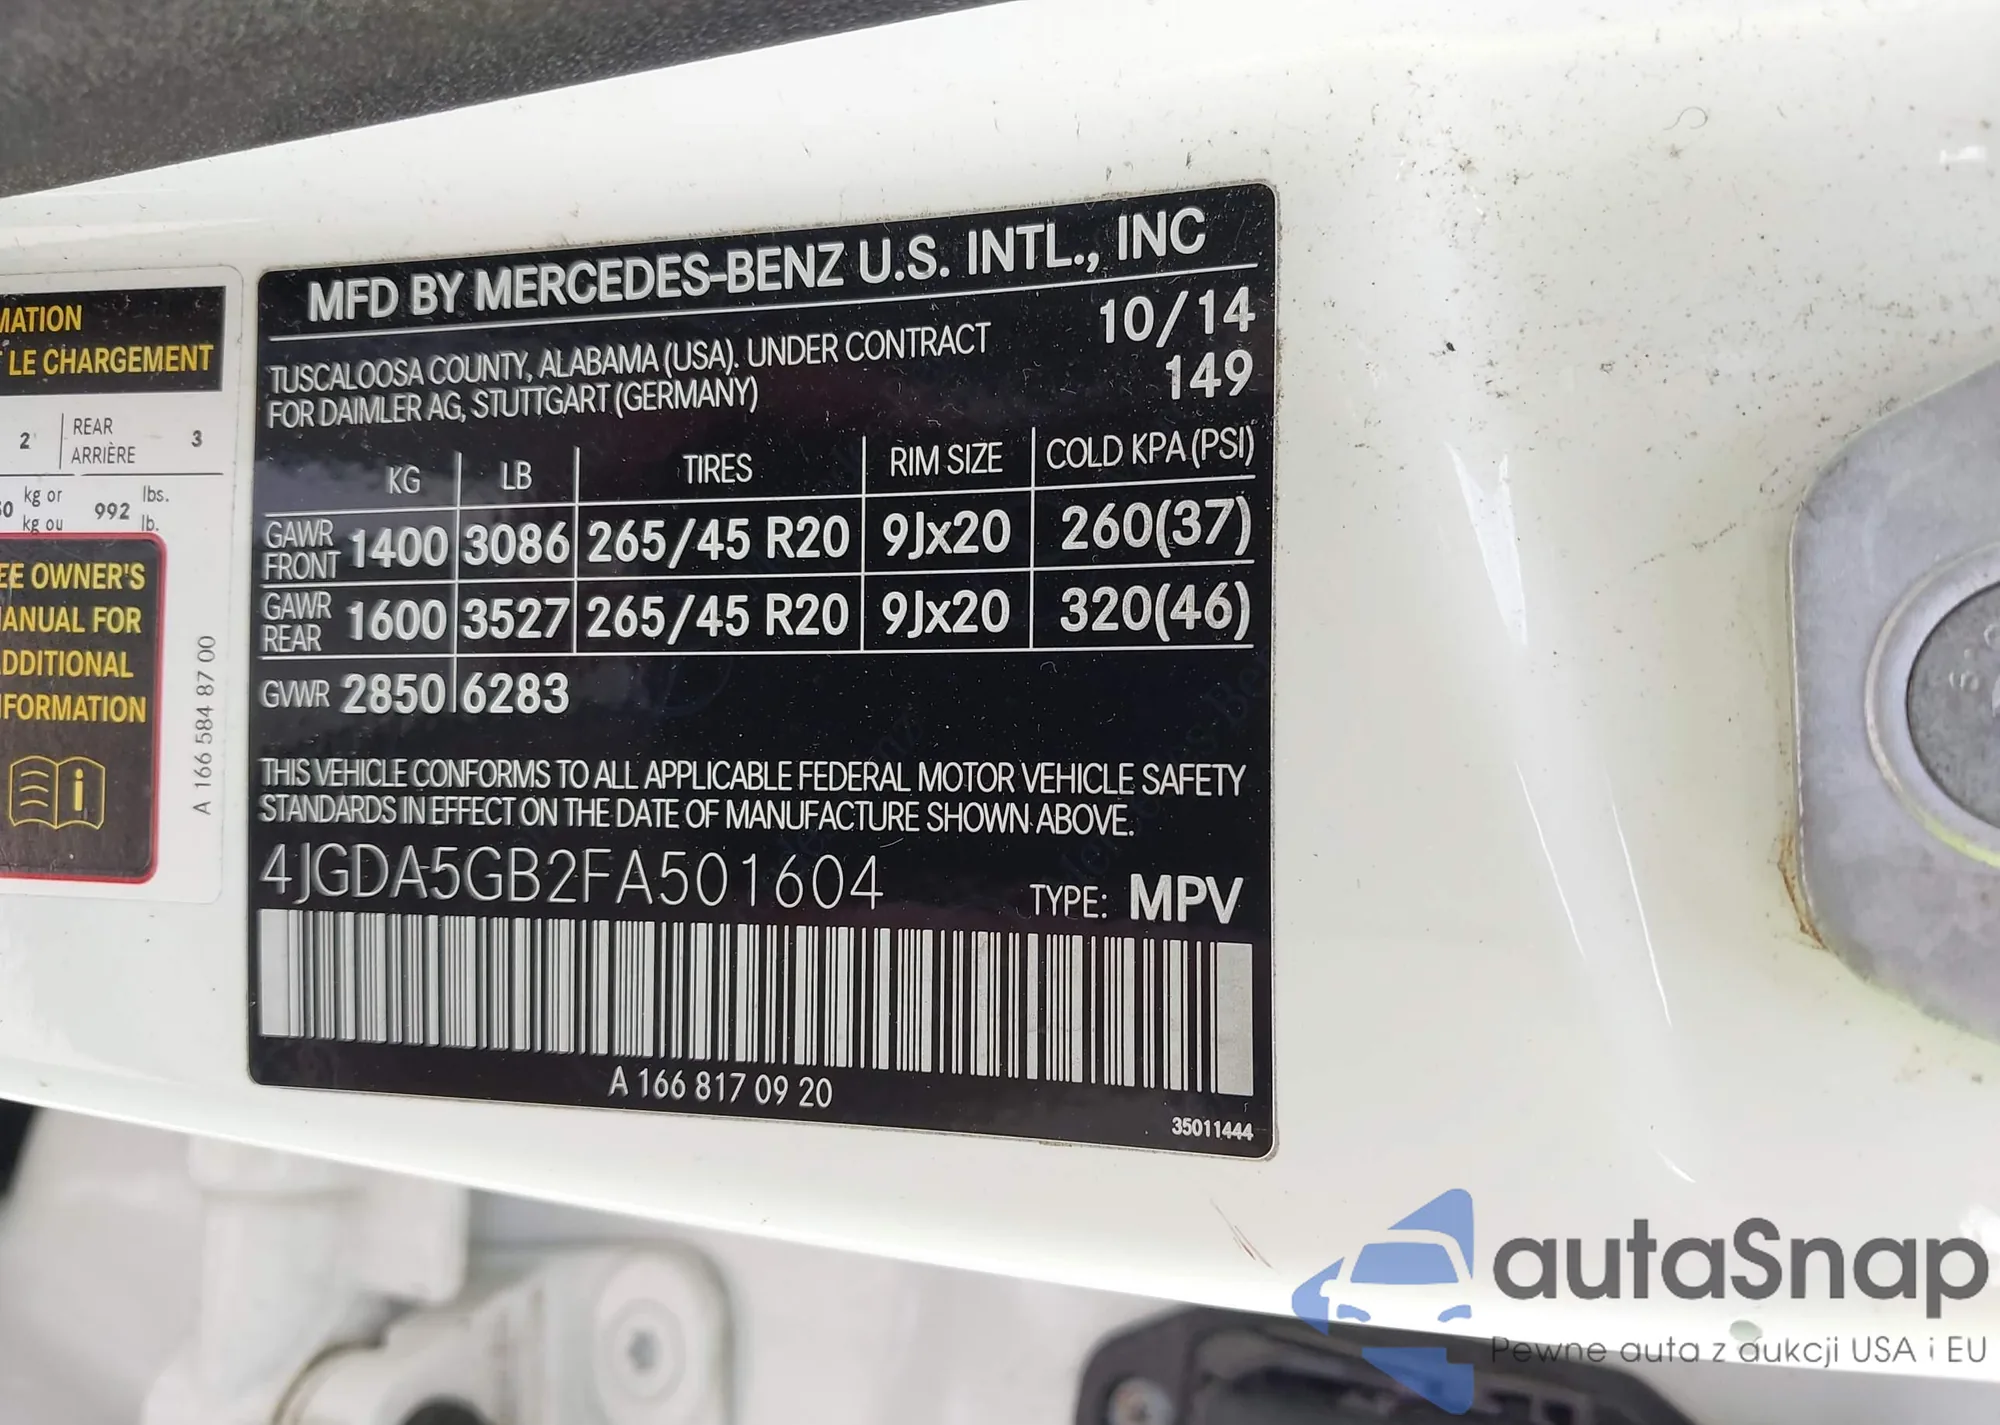 MATION
LE CHARGEMENT
2 REAR 3
ARRIÈRE
kg or 992 lbs.
kg ou lb.
OWNER'S
FOR
A 166 584 87 00
MFD BY MERCEDES-BENZ U.S. INTL., INC
TUSCALOOSA COUNTY, ALABAMA (USA). UNDER CONTRACT 10/14
FOR DAIMLER AG, STUTTGART (GERMANY) 149
KG LB TIRES RIM SIZE COLD KPA (PSI)
GAWR FRONT 1400 3086 265/45 R20 9Jx20 260(37)
GAWR REAR 1600 3527 265/45 R20 9Jx20 320(46)
GVWR 2850 6283
THIS VEHICLE CONFORMS TO ALL APPLICABLE FEDERAL MOTOR VEHICLE SAFETY
STANDARDS IN EFFECT ON THE DATE OF MANUFACTURE SHOWN ABOVE.
4JGDA5GB2FA501604 TYPE: MPV
A 166 817 09 20
35011444
autaSnap
Pewne auta z aukcji USA i EU